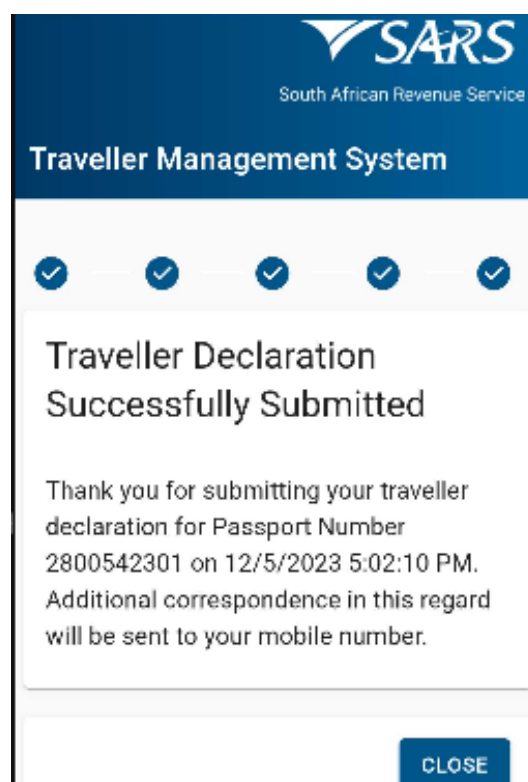 SARS
South African Revenue Service
Traveller Management System
Traveller Declaration
Successfully Submitted
Thank you for submitting your traveller
declaration for Passport Number
2800542301 on 12/5/2023 5:02:10 PM.
Additional correspondence in this regard
will be sent to your mobile number.
CLOSE